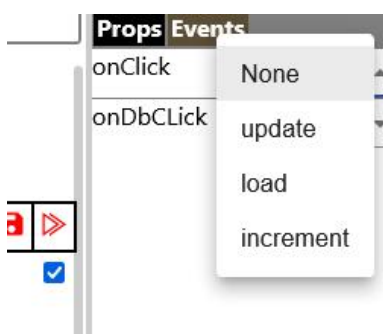 Props Events
onClick
None
onDbCLick
update
load
increment